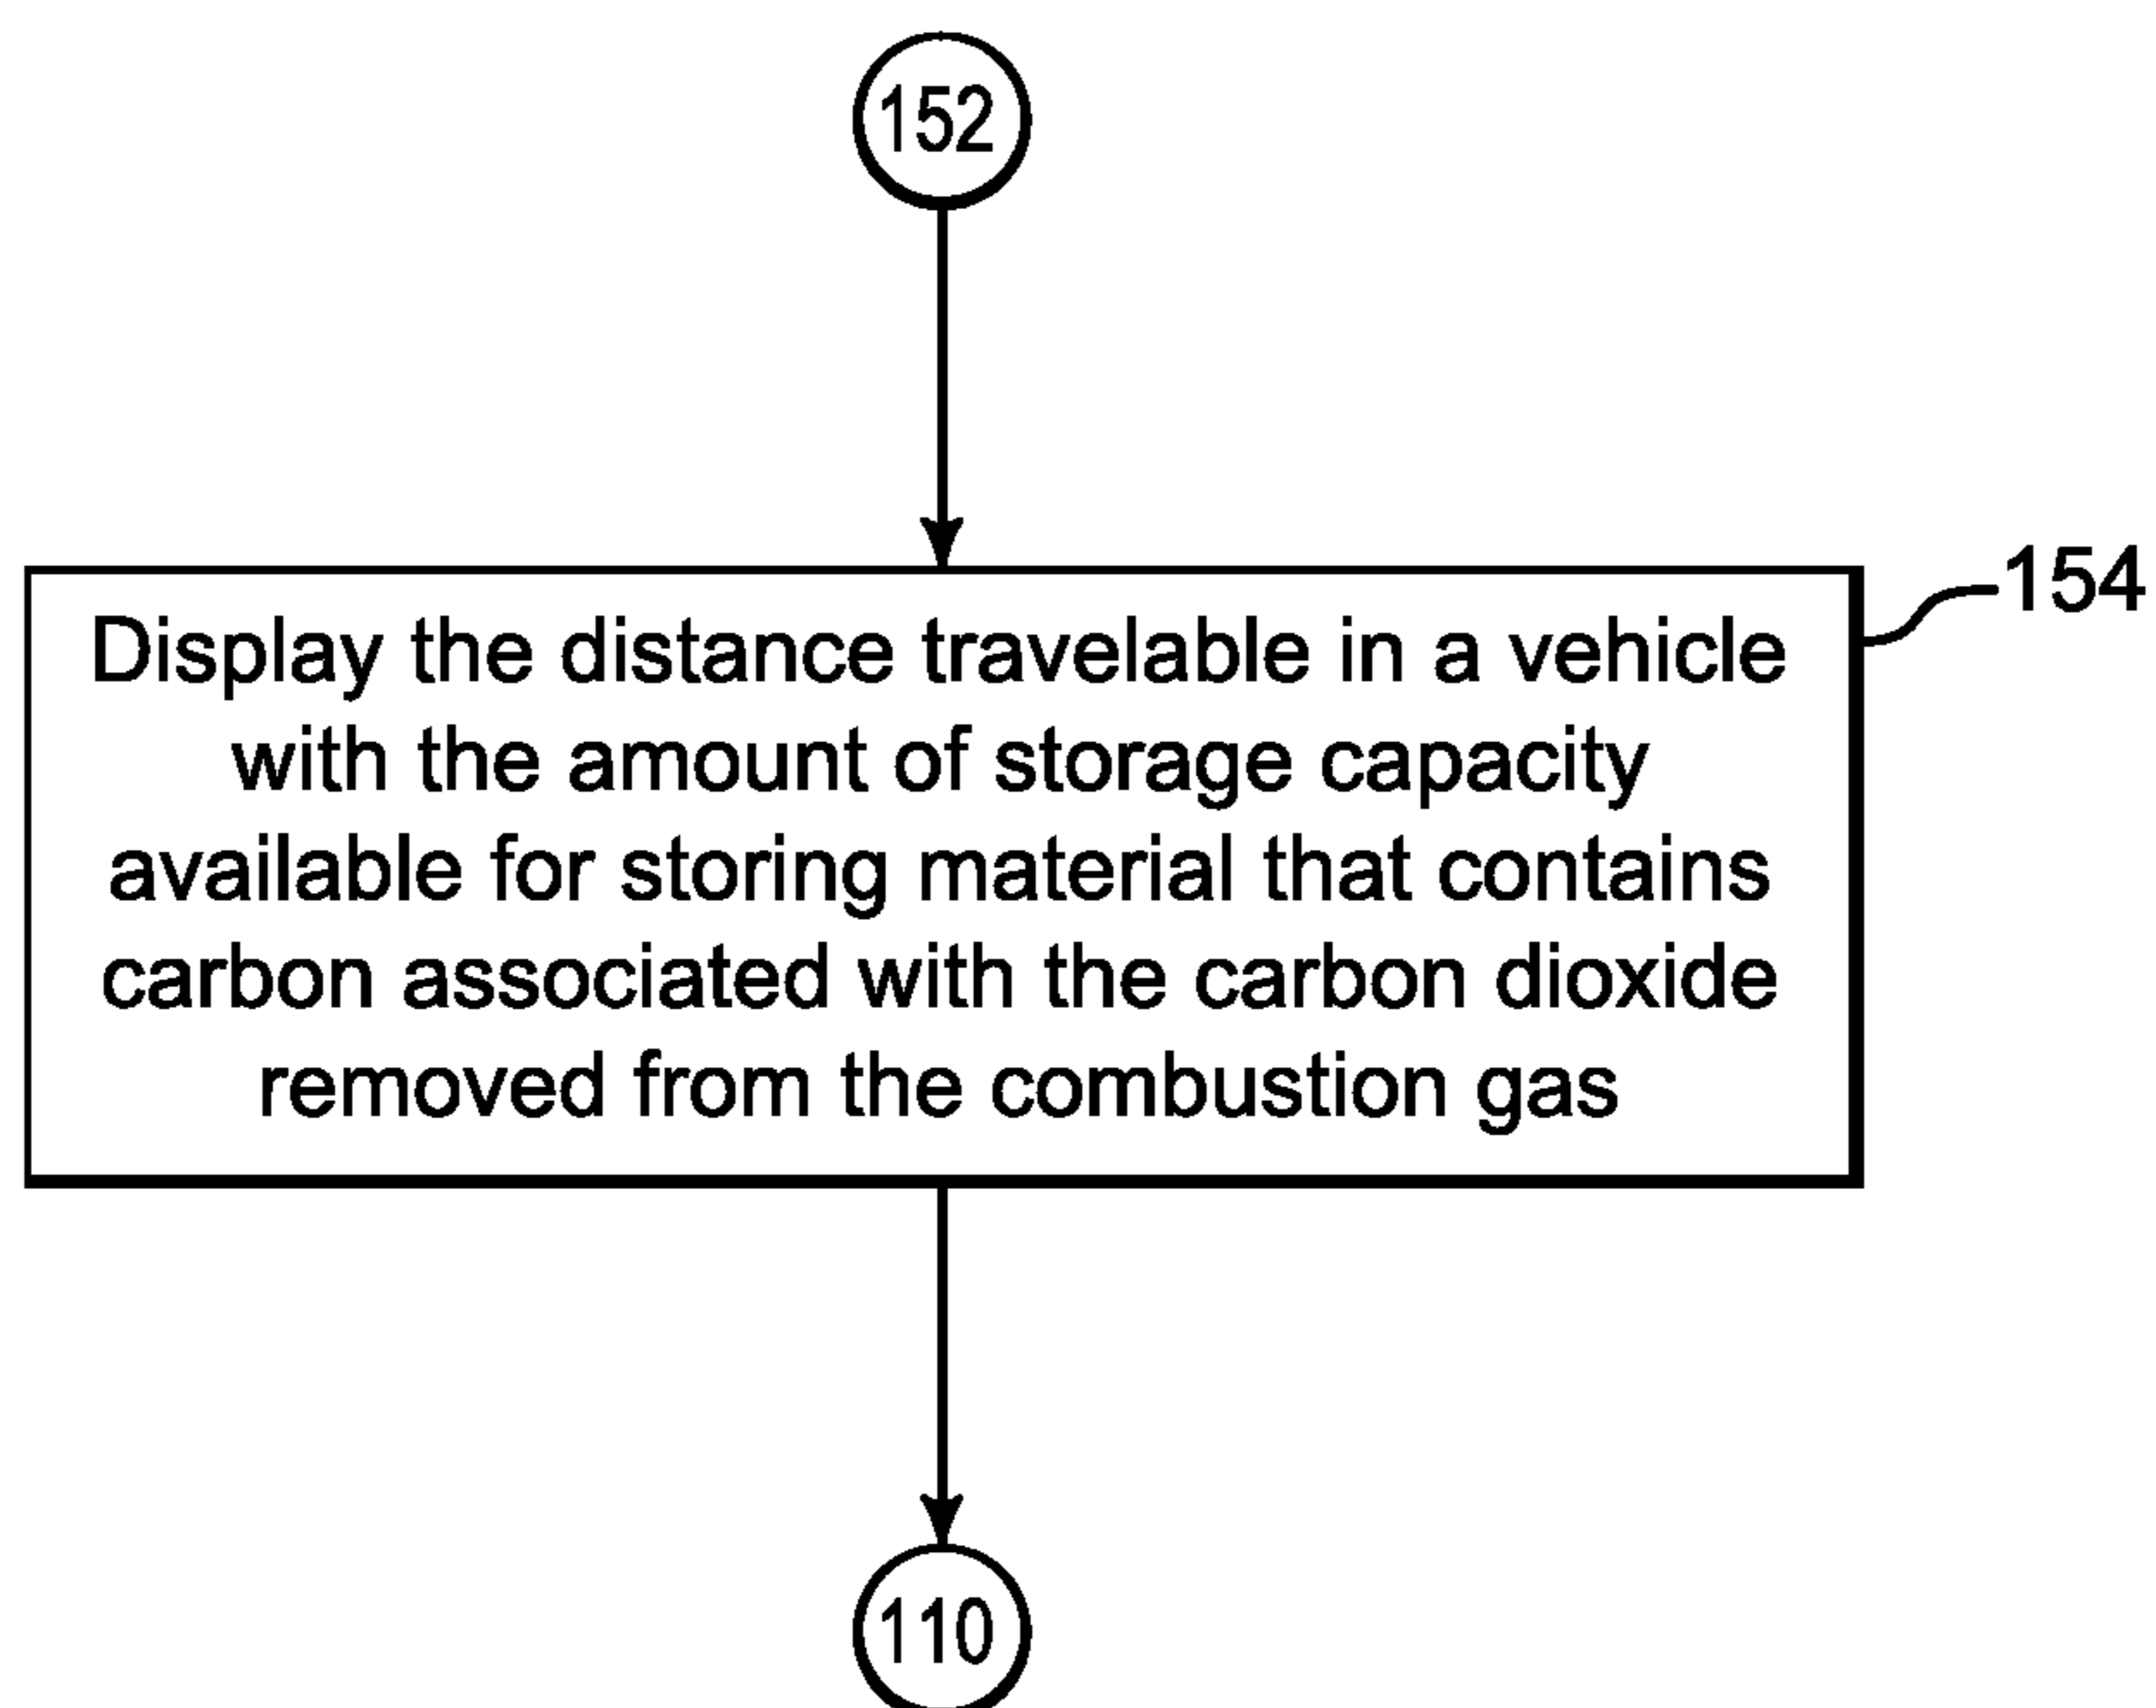 152
154
Display the distance travelable in a vehicle
with the amount of storage capacity
available for storing material that contains
carbon associated with the carbon dioxide
removed from the combustion gas
110